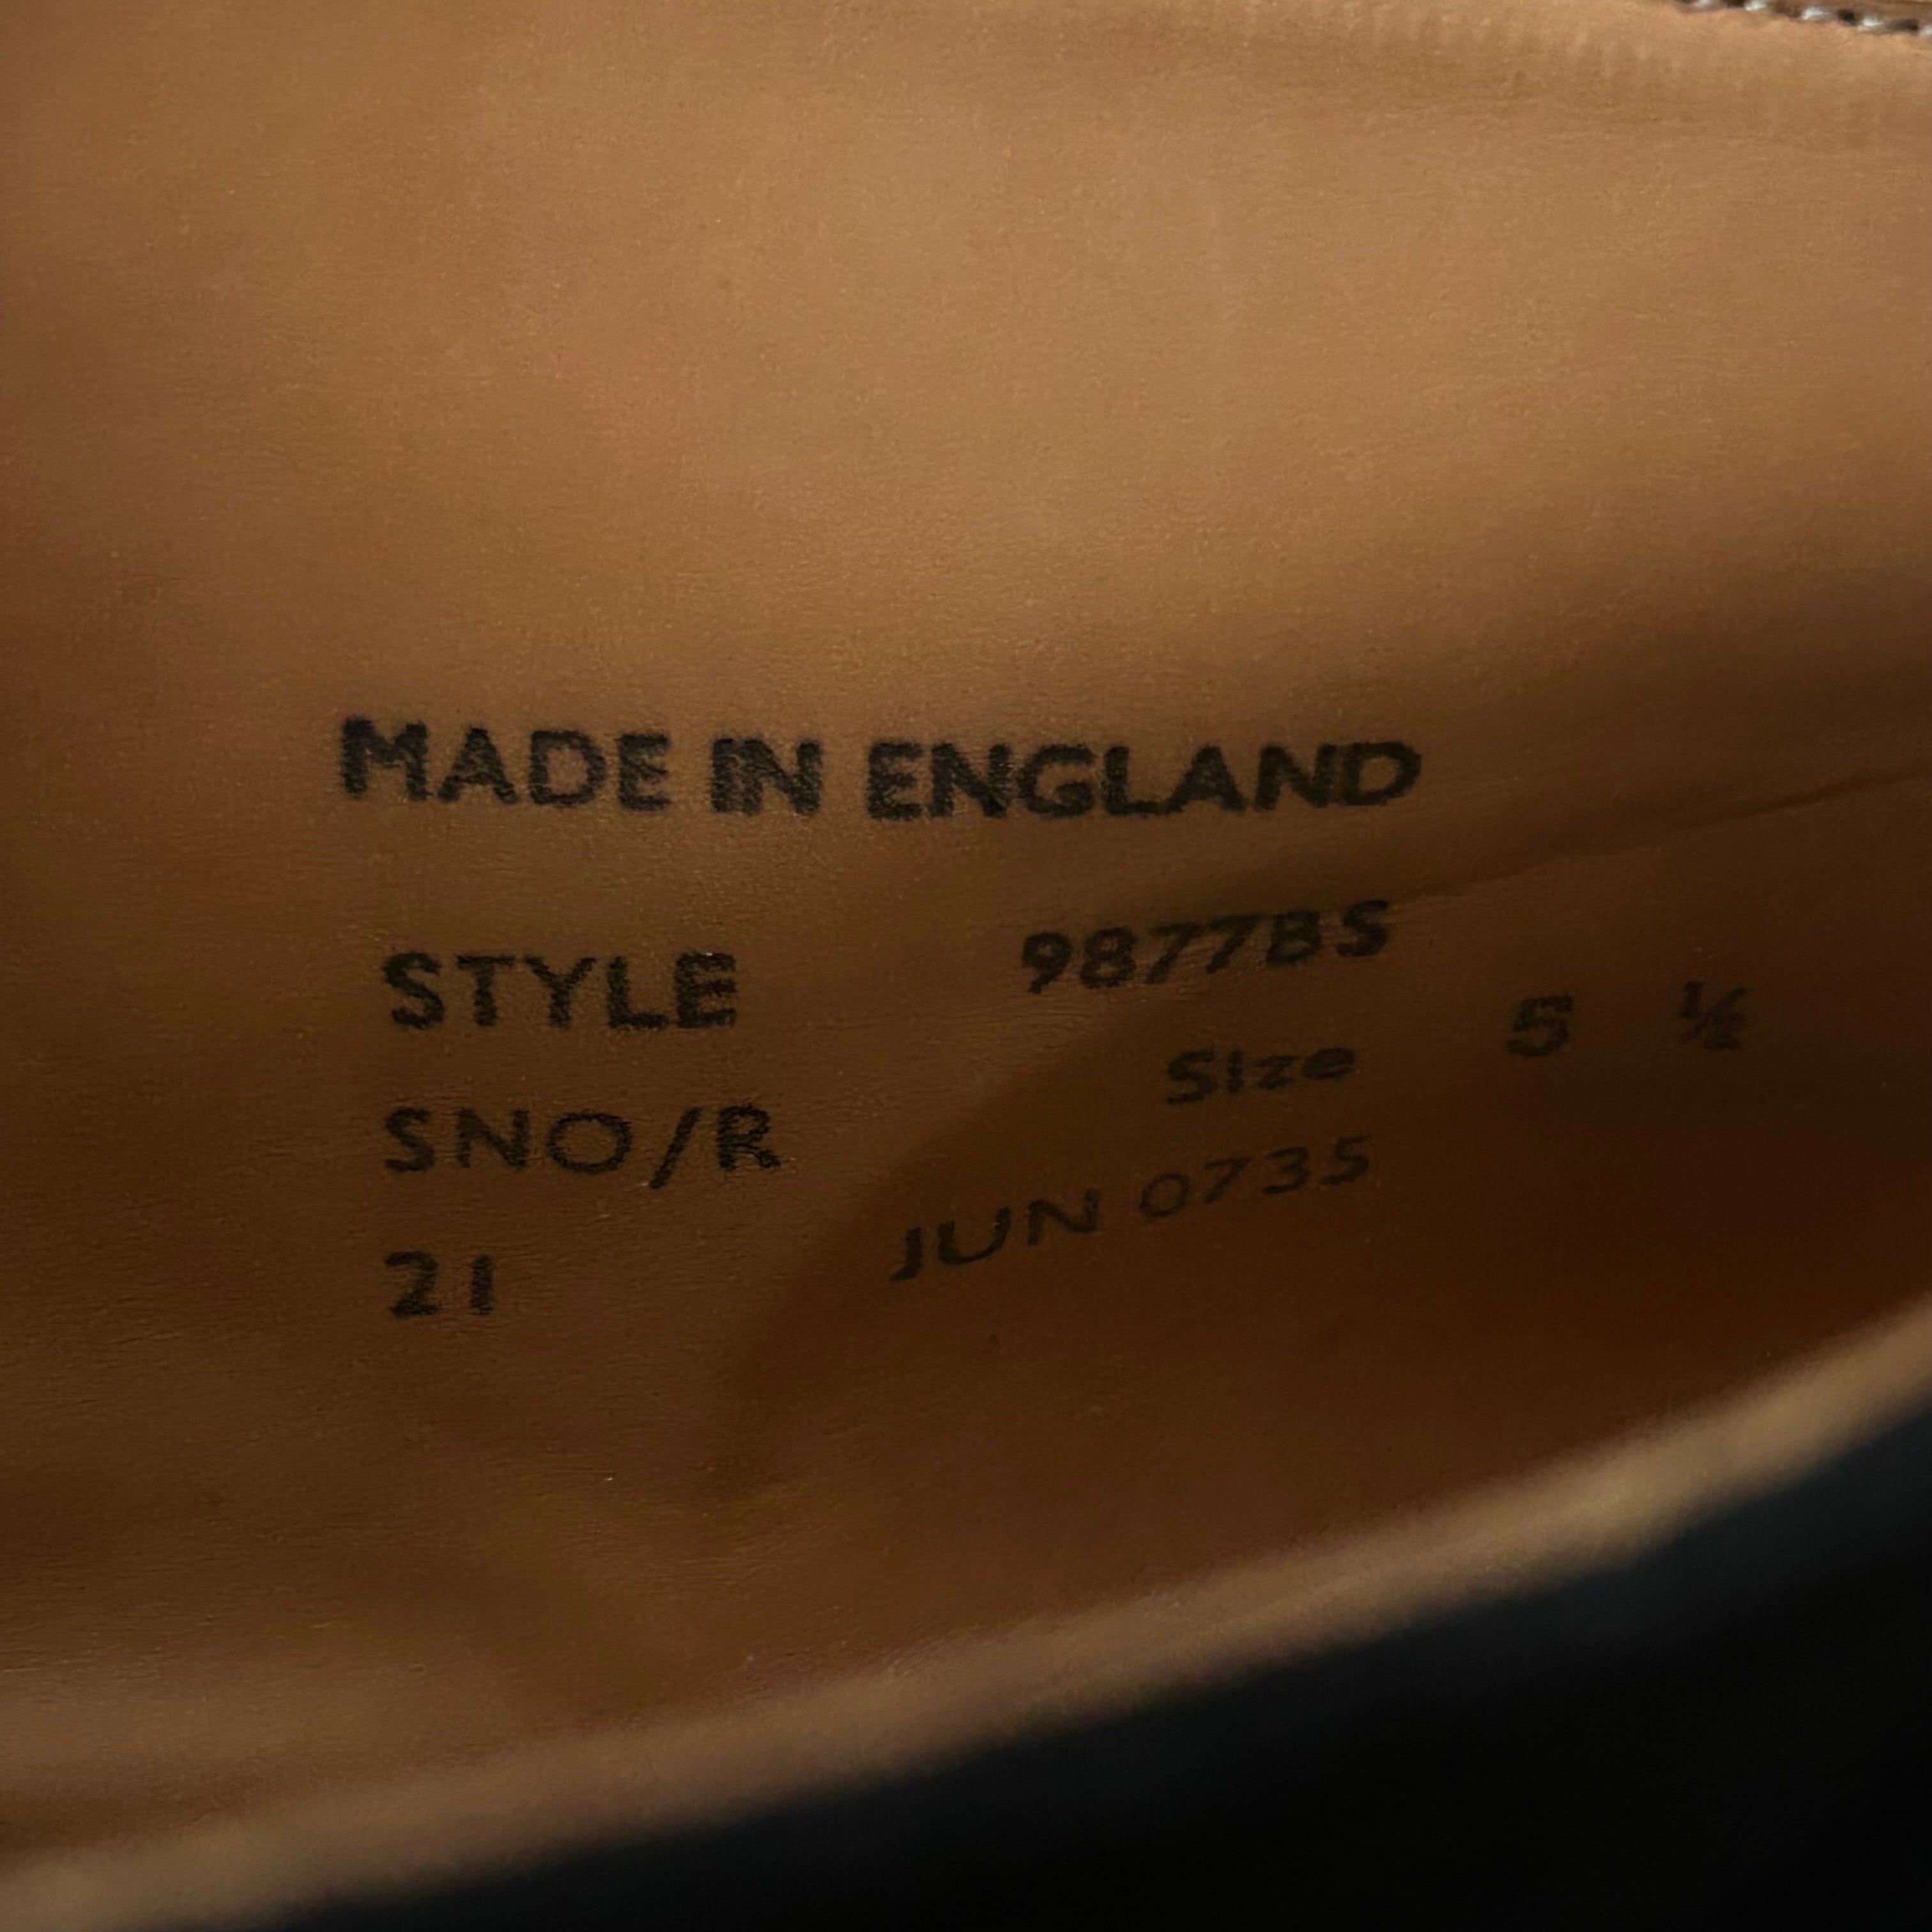 MADE IN ENGLAND
STYLE 9877BS
SNO/R Size 5 ½
21 JUN 0735